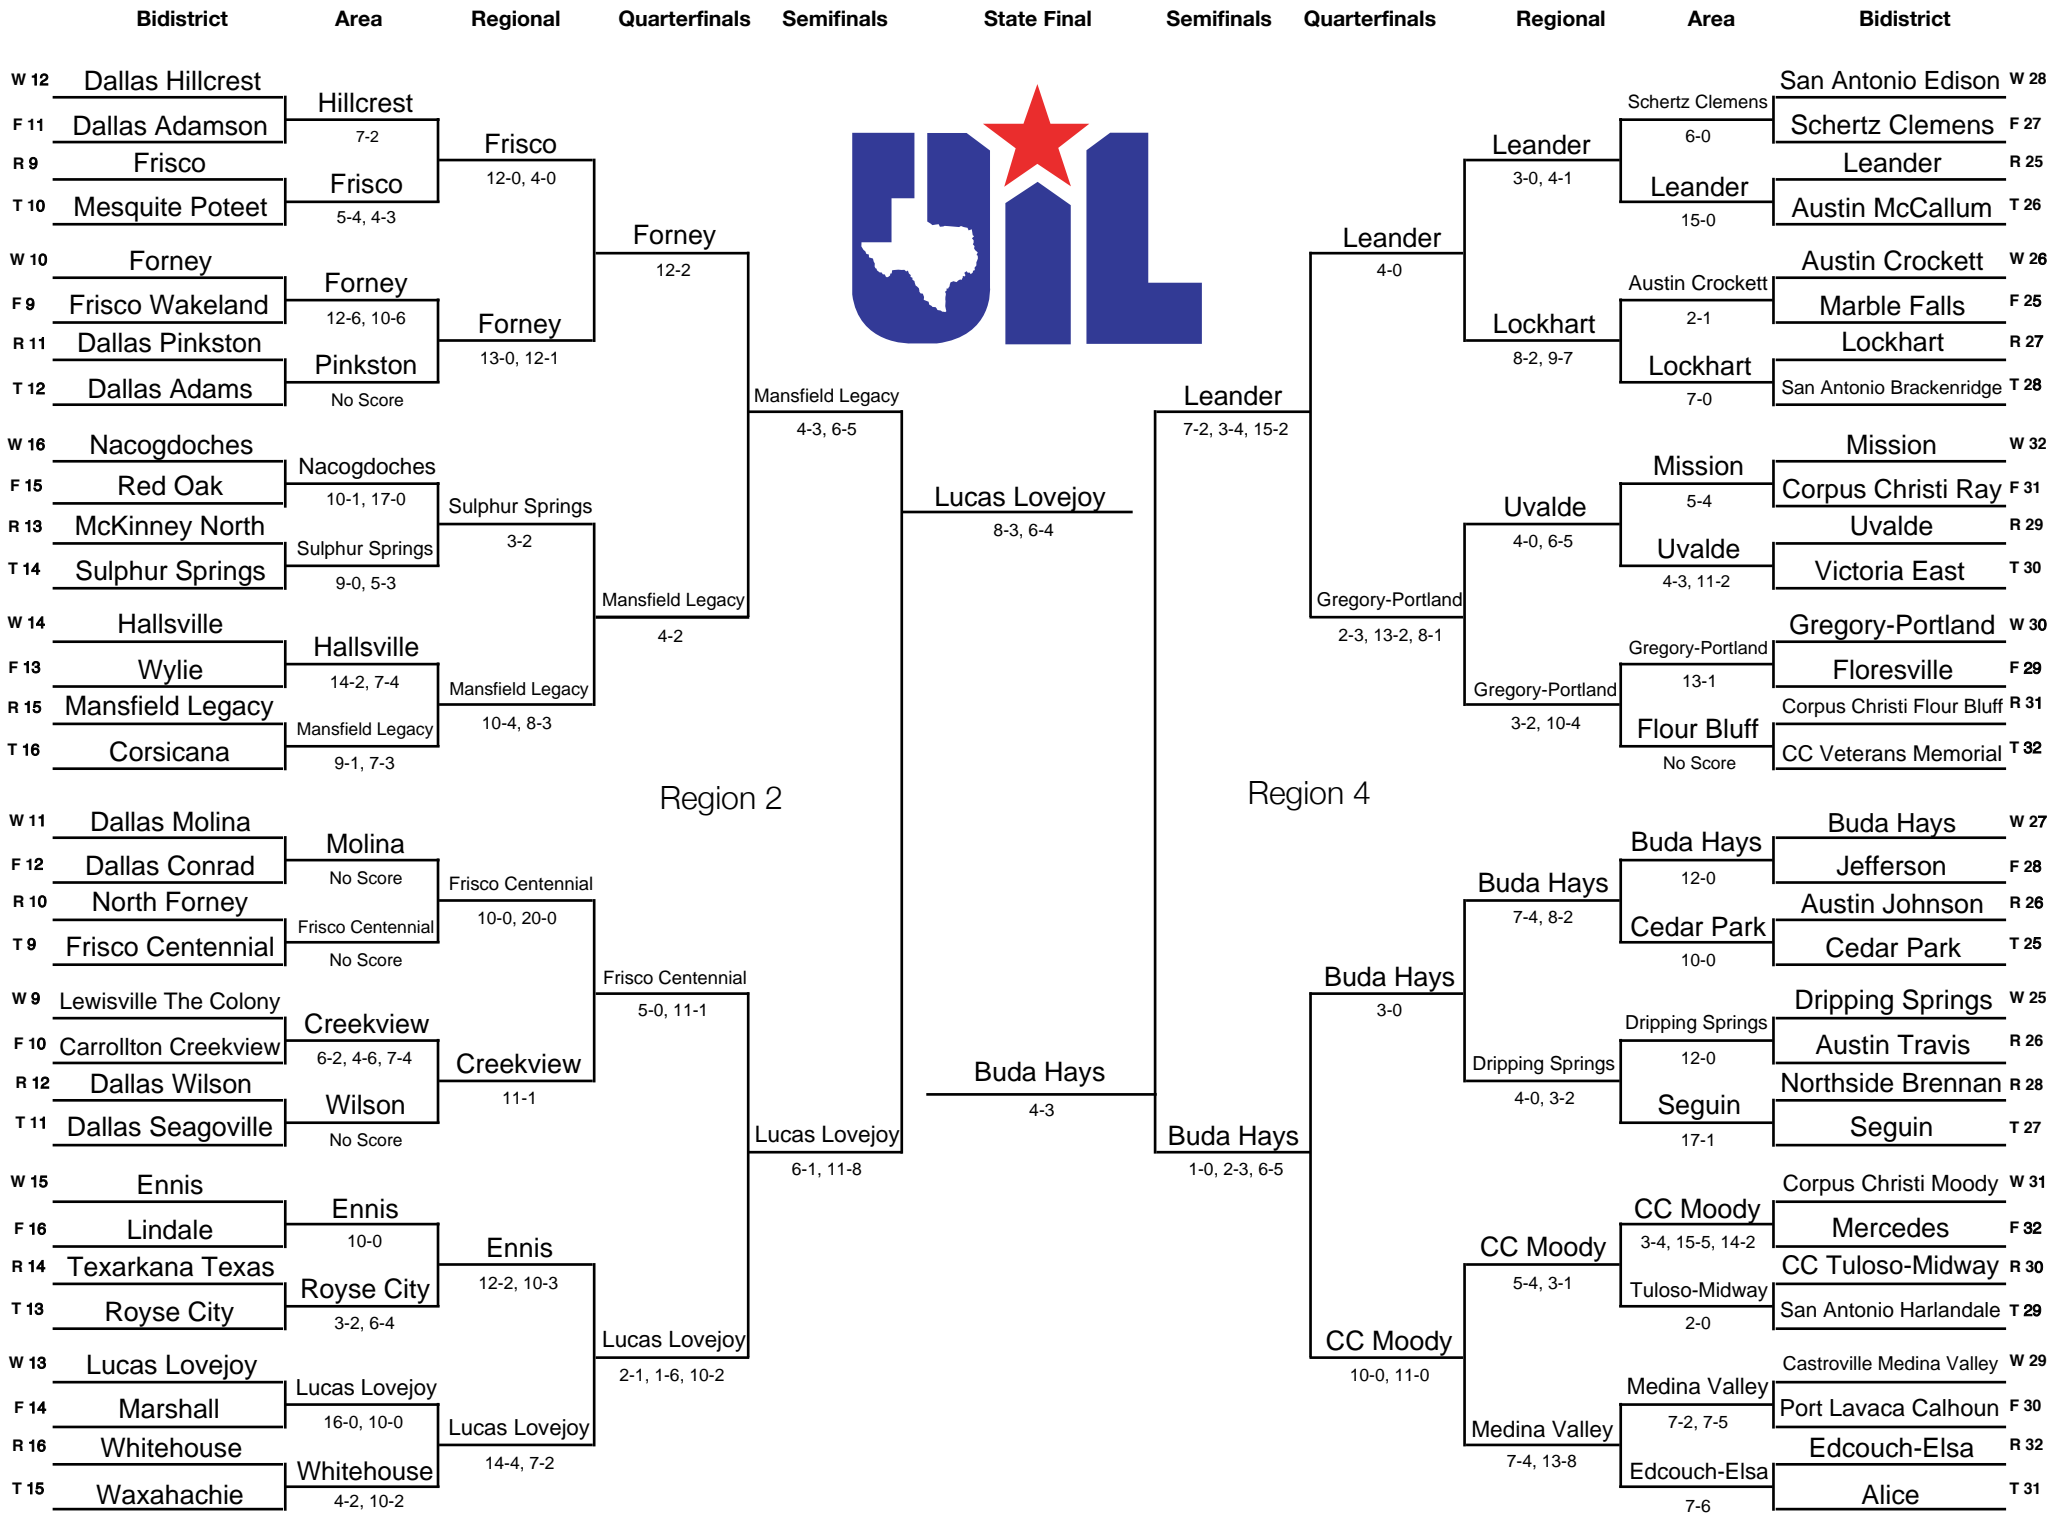 Bidistrict Area Regional Quarterfinals Semifinals State Final Semifinals Quarterfinals Regional Area Bidistrict
W 12 Dallas Hillcrest
Hillcrest
7-2
F 11 Dallas Adamson
R 9 Frisco
Frisco
5-4, 4-3
T 10 Mesquite Poteet
Frisco
12-0, 4-0
W 10 Forney
Forney
12-6, 10-6
F 9 Frisco Wakeland
R 11 Dallas Pinkston
Pinkston
No Score
T 12 Dallas Adams
Forney
13-0, 12-1
Forney
12-2
W 16 Nacogdoches
Nacogdoches
10-1, 17-0
F 15 Red Oak
R 13 McKinney North
Sulphur Springs
9-0, 5-3
T 14 Sulphur Springs
Sulphur Springs
3-2
W 14 Hallsville
Hallsville
14-2, 7-4
F 13 Wylie
R 15 Mansfield Legacy
Mansfield Legacy
9-1, 7-3
T 16 Corsicana
Mansfield Legacy
10-4, 8-3
Mansfield Legacy
4-2
Mansfield Legacy
4-3, 6-5
Region 2
W 11 Dallas Molina
Molina
No Score
F 12 Dallas Conrad
R 10 North Forney
Frisco Centennial
No Score
T 9 Frisco Centennial
Frisco Centennial
10-0, 20-0
W 9 Lewisville The Colony
Creekview
6-2, 4-6, 7-4
F 10 Carrollton Creekview
R 12 Dallas Wilson
Wilson
No Score
T 11 Dallas Seagoville
Creekview
11-1
Frisco Centennial
5-0, 11-1
W 15 Ennis
Ennis
10-0
F 16 Lindale
R 14 Texarkana Texas
Royse City
3-2, 6-4
T 13 Royse City
Ennis
12-2, 10-3
W 13 Lucas Lovejoy
Lucas Lovejoy
16-0, 10-0
F 14 Marshall
R 16 Whitehouse
Whitehouse
4-2, 10-2
T 15 Waxahachie
Lucas Lovejoy
14-4, 7-2
Lucas Lovejoy
2-1, 1-6, 10-2
Lucas Lovejoy
6-1, 11-8
UiL
Lucas Lovejoy
8-3, 6-4
Buda Hays
4-3
San Antonio Edison W 28
Schertz Clemens
6-0
Schertz Clemens F 27
Leander R 25
Leander
15-0
Austin McCallum T 26
Leander
3-0, 4-1
Austin Crockett W 26
Austin Crockett
2-1
Marble Falls F 25
Lockhart R 27
Lockhart
7-0
San Antonio Brackenridge T 28
Lockhart
8-2, 9-7
Leander
4-0
Mission W 32
Mission
5-4
Corpus Christi Ray F 31
Uvalde R 29
Uvalde
4-3, 11-2
Victoria East T 30
Uvalde
4-0, 6-5
Gregory-Portland W 30
Gregory-Portland
13-1
Floresville F 29
Corpus Christi Flour Bluff R 31
Flour Bluff
No Score
CC Veterans Memorial T 32
Gregory-Portland
3-2, 10-4
Gregory-Portland
2-3, 13-2, 8-1
Leander
7-2, 3-4, 15-2
Region 4
Buda Hays W 27
Buda Hays
12-0
Jefferson F 28
Austin Johnson R 26
Cedar Park
10-0
Cedar Park T 25
Buda Hays
7-4, 8-2
Dripping Springs W 25
Dripping Springs
12-0
Austin Travis R 26
Northside Brennan R 28
Seguin
17-1
Seguin T 27
Dripping Springs
4-0, 3-2
Buda Hays
3-0
Corpus Christi Moody W 31
CC Moody
3-4, 15-5, 14-2
Mercedes F 32
CC Tuloso-Midway R 30
Tuloso-Midway
2-0
San Antonio Harlandale T 29
CC Moody
5-4, 3-1
Castroville Medina Valley W 29
Medina Valley
7-2, 7-5
Port Lavaca Calhoun F 30
Edcouch-Elsa R 32
Edcouch-Elsa
7-6
Alice T 31
Medina Valley
7-4, 13-8
CC Moody
10-0, 11-0
Buda Hays
1-0, 2-3, 6-5